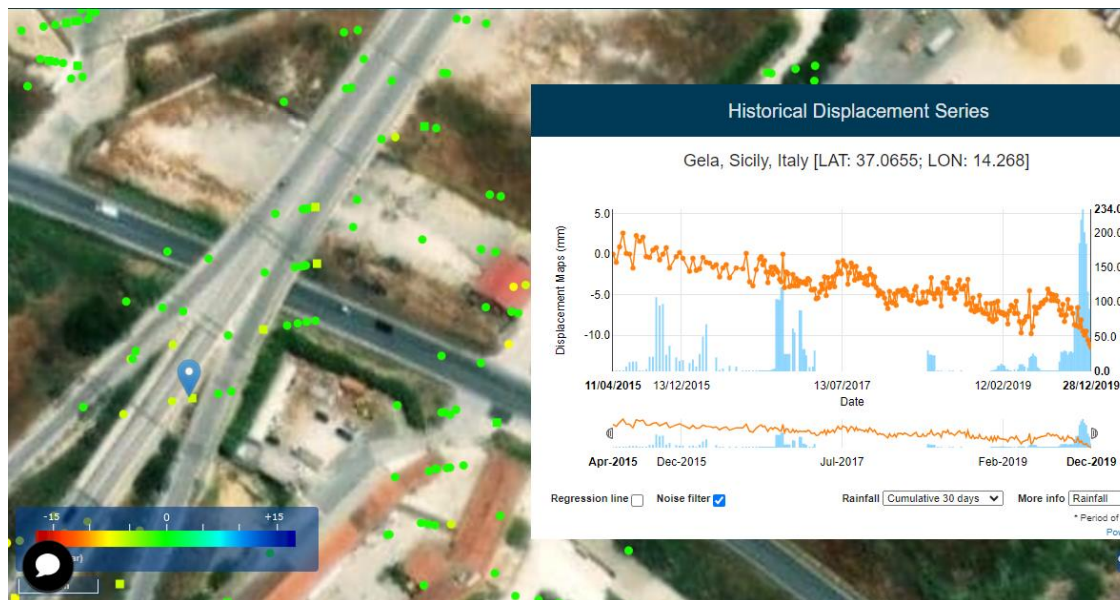 Historical Displacement Series
Gela, Sicily, Italy [LAT: 37.0655; LON: 14.268]
5.0
0.0
-5.0
-10.0
Displacement Maps (mm)
234.0
200.0
150.0
100.0
50.0
0.0
11/04/2015 13/12/2015 13/07/2017 12/02/2019 28/12/2019
Date
Apr-2015 Dec-2015 Jul-2017 Feb-2019 Dec-2019
Regression line Noise filter Rainfall Cumulative 30 days More info Rainfall
* Period of
-15 0 +15